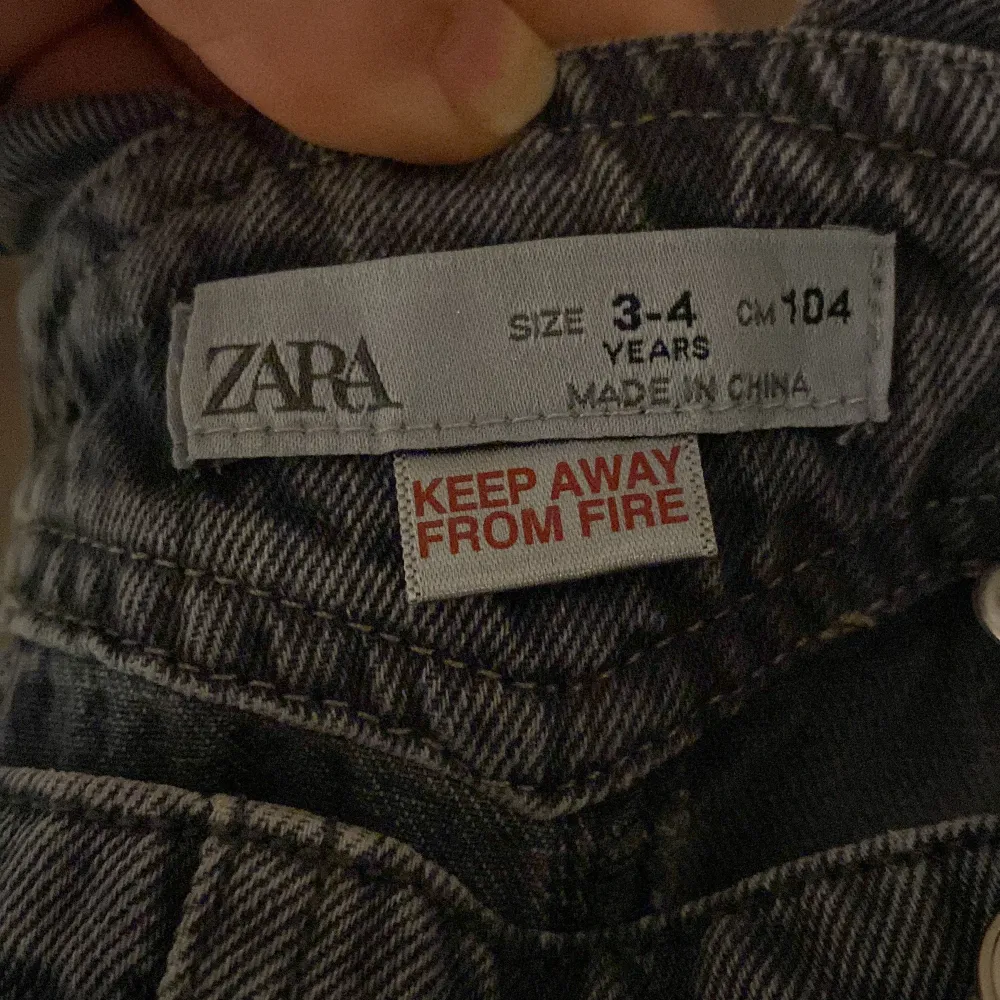 ZARA
SIZE 3-4 CM 104
YEARS
MADE IN CHINA
KEEP AWAY
FROM FIRE